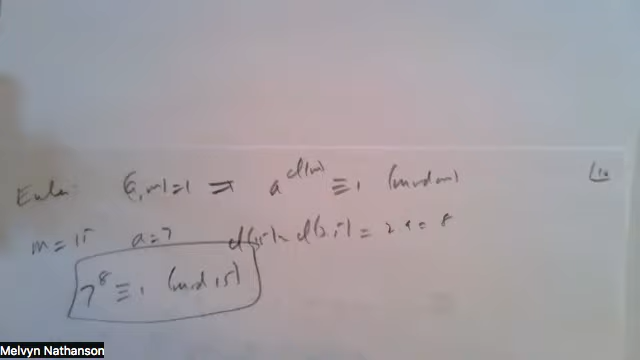 Euler: (a,m)=1 ⇒ a^φ(m) ≡ 1 (mod m)
m=15 a=7 φ(15)= φ(3·5) = 2·4 = 8
7^8 ≡ 1 (mod 15)
Melvyn Nathanson